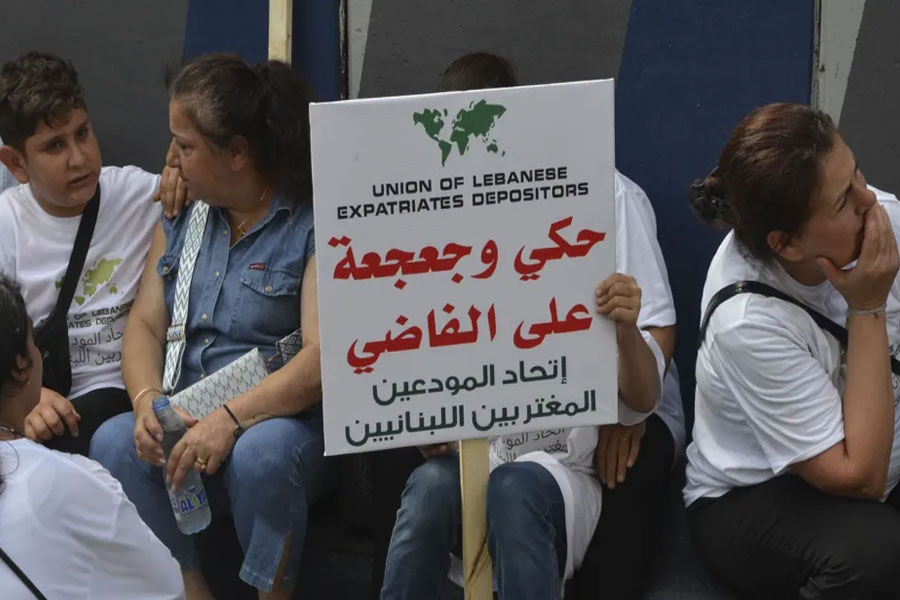 UNION OF LEBANESE
EXPATRIATES DEPOSITORS
حكي وجعجعة
على الفاضي
إتحاد المودعين
المغتربين اللبنانيين